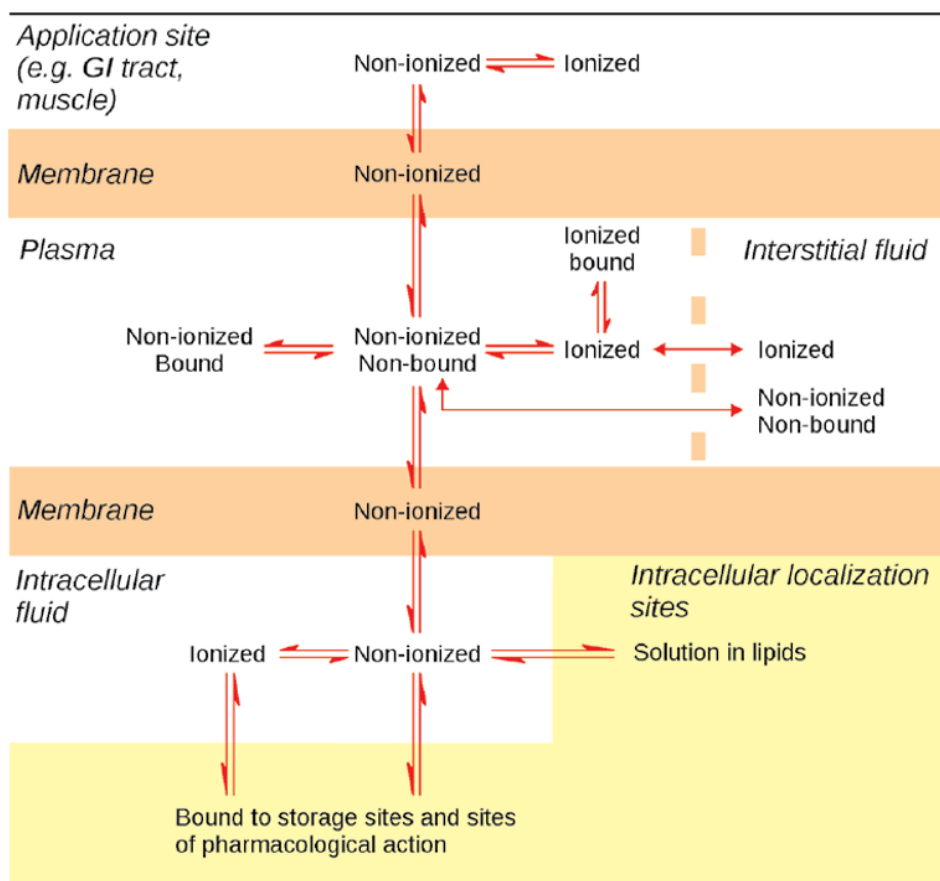 Application site
(e.g. GI tract,
muscle)
Non-ionized
Ionized
Membrane
Non-ionized
Plasma
Ionized
bound
Interstitial fluid
Non-ionized
Bound
Non-ionized
Non-bound
Ionized
Ionized
Non-ionized
Non-bound
Membrane
Non-ionized
Intracellular
fluid
Intracellular localization
sites
Ionized
Non-ionized
Solution in lipids
Bound to storage sites and sites
of pharmacological action